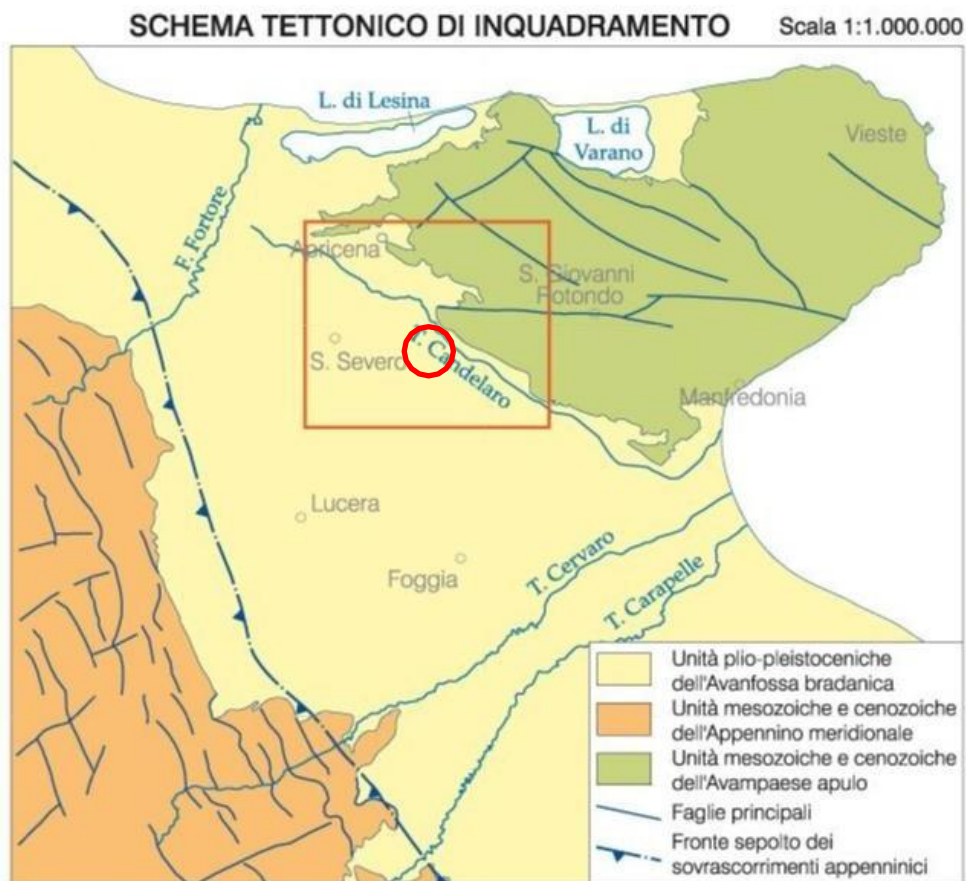 SCHEMA TETTONICO DI INQUADRAMENTO
Scala 1:1.000.000
L. di Lesina
L. di
Varano
Vieste
F. Fortore
Apricena
S. Giovanni
Rotondo
S. Severo
T. Candelaro
Manfredonia
Lucera
Foggia
T. Cervaro
T. Carapelle
Unità plio-pleistoceniche
dell'Avanfossa bradanica
Unità mesozoiche e cenozoiche
dell'Appennino meridionale
Unità mesozoiche e cenozoiche
dell'Avampaese apulo
Faglie principali
Fronte sepolto dei
sovrascorrimenti appenninici